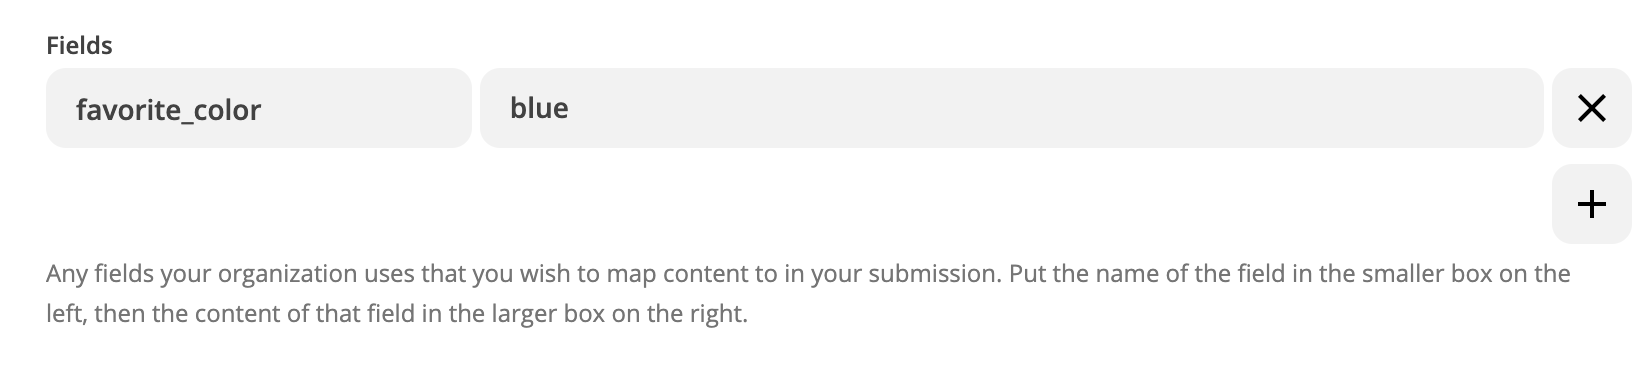 Fields
favorite_color
blue
Any fields your organization uses that you wish to map content to in your submission. Put the name of the field in the smaller box on the
left, then the content of that field in the larger box on the right.